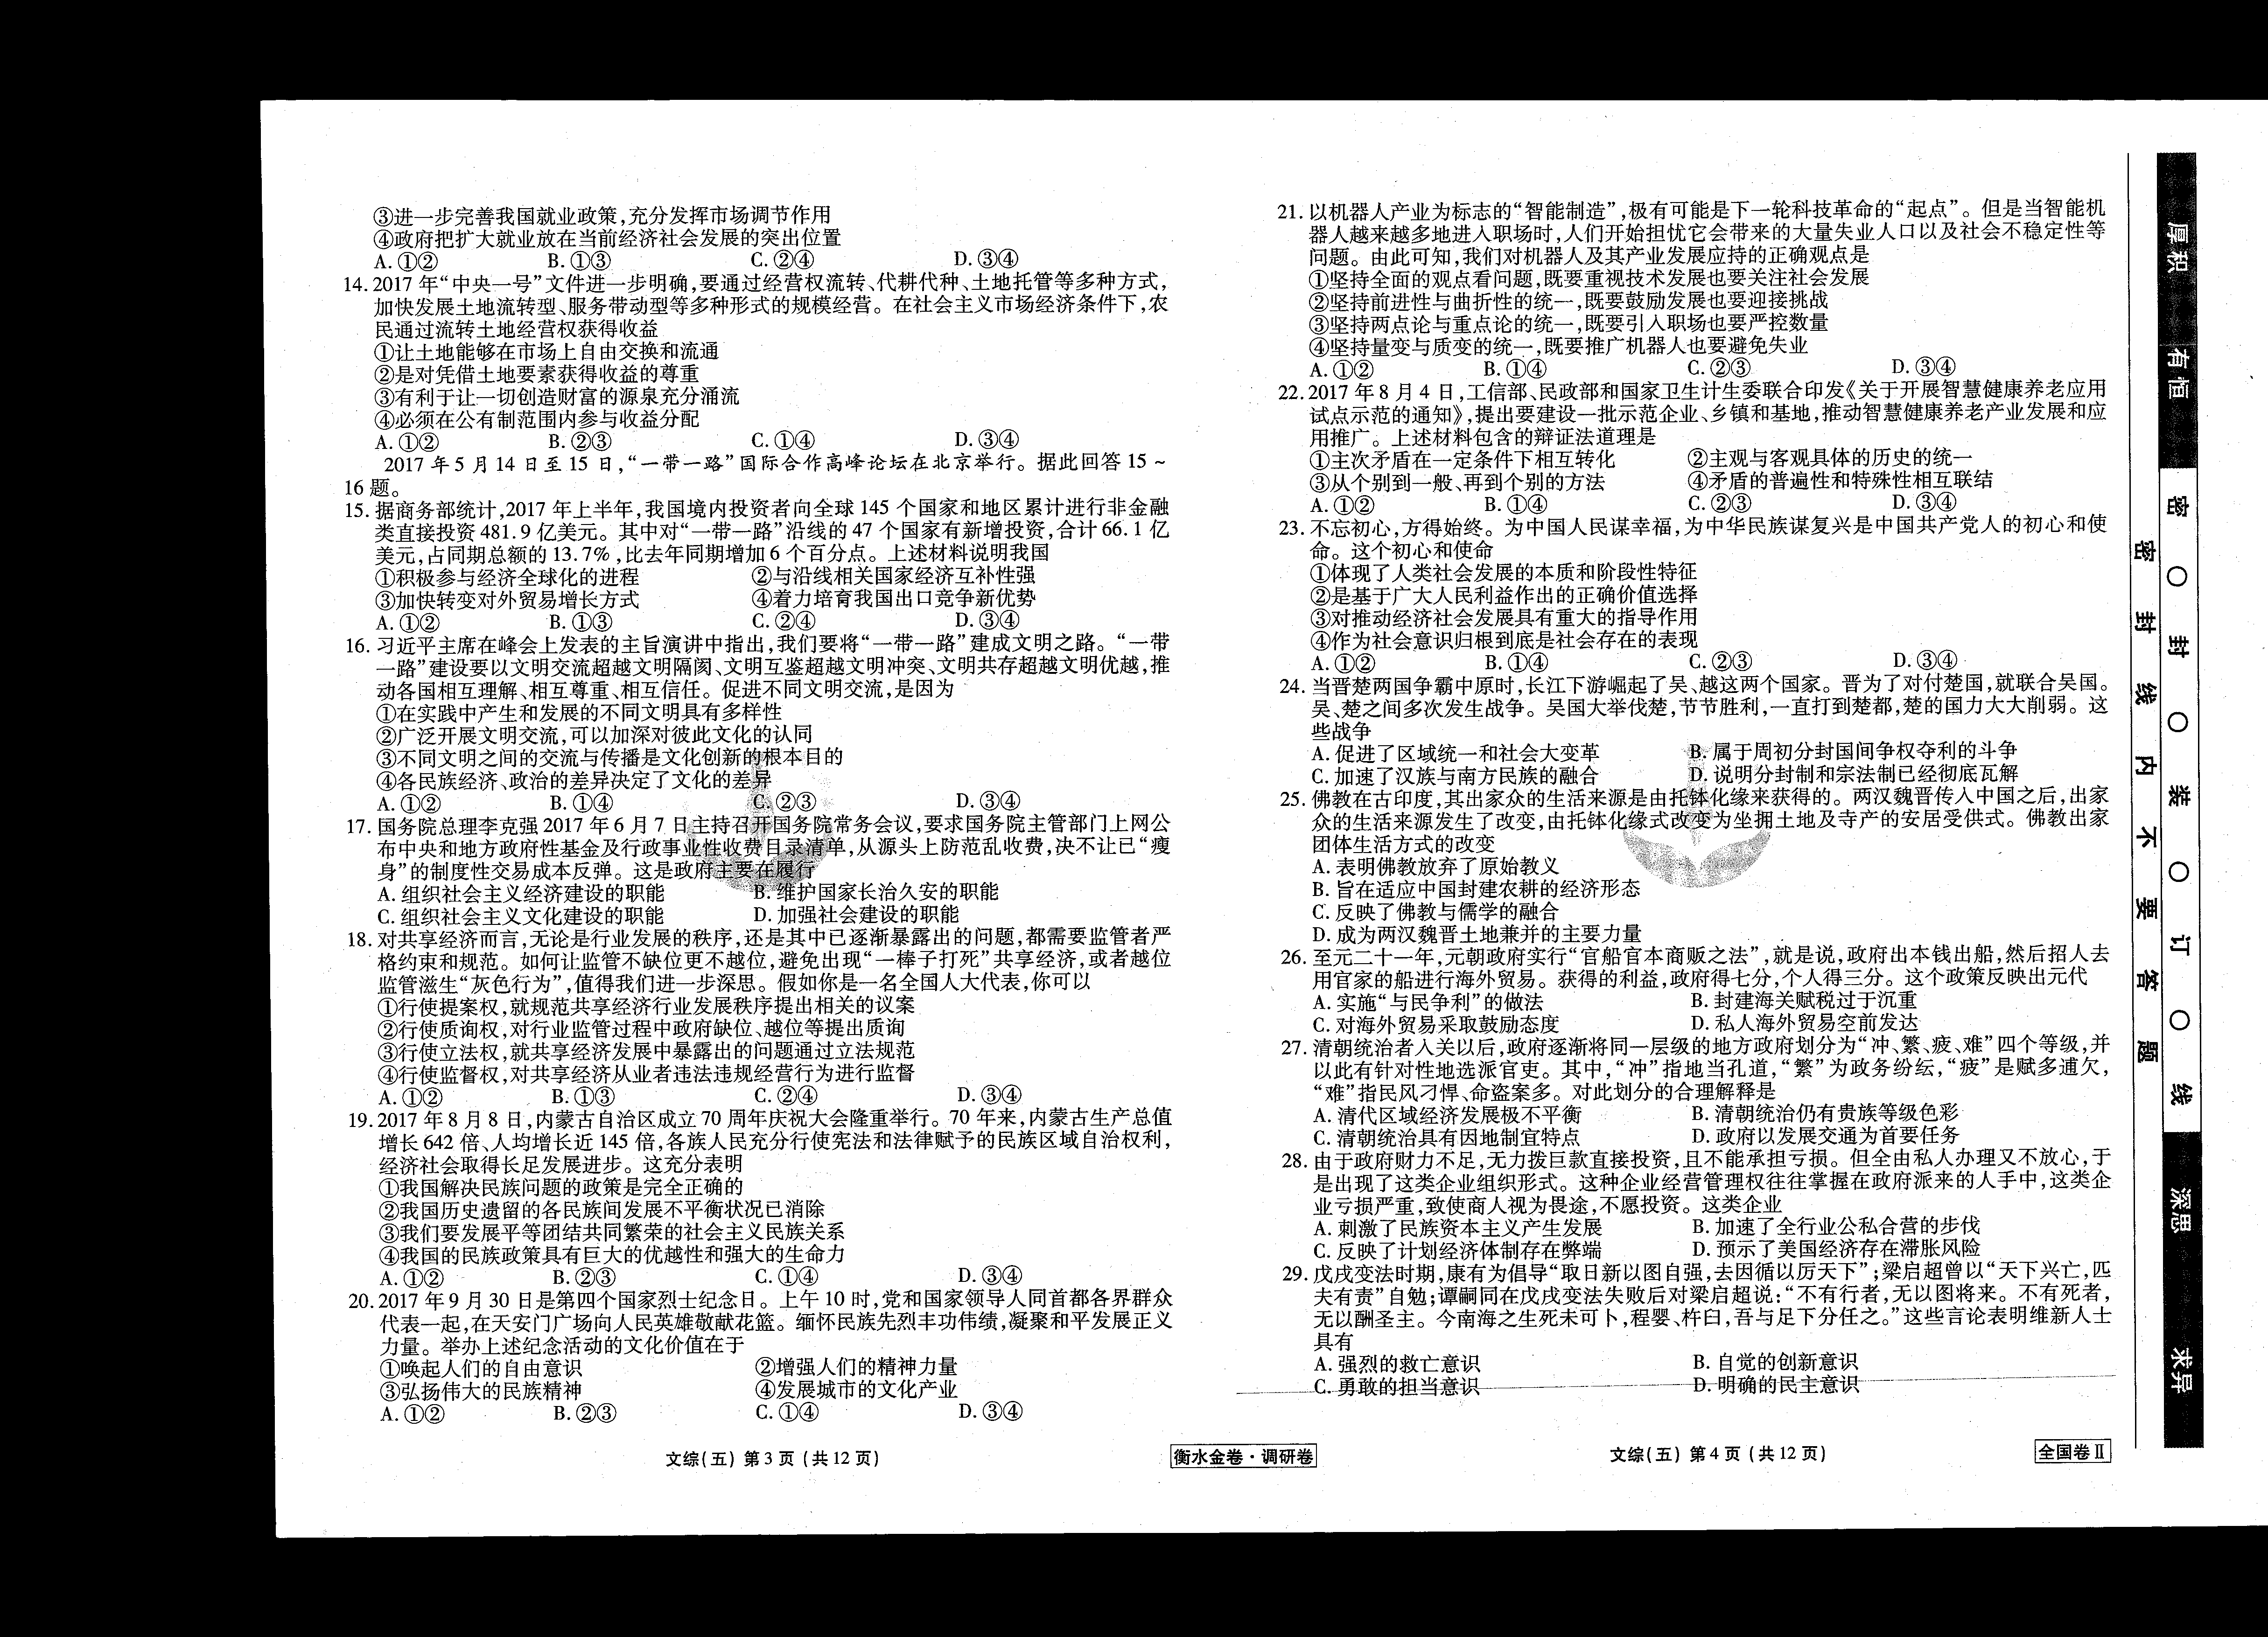 ③进一步完善我国就业政策,充分发挥市场调节作用
④政府把扩大就业放在当前经济社会发展的突出位置
A.①② B.①③ C.②④ D.③④
14.2017年“中央一号”文件进一步明确,要通过经营权流转、代耕代种、土地托管等多种方式,
加快发展土地流转型、服务带动型等多种形式的规模经营。在社会主义市场经济条件下,农
民通过流转土地经营权获得收益
①让土地能够在市场上自由交换和流通
②是对凭借土地要素获得收益的尊重
③有利于让一切创造财富的源泉充分涌流
④必须在公有制范围内参与收益分配
A.①② B.②③ C.①④ D.③④
2017年5月14日至15日,“一带一路”国际合作高峰论坛在北京举行。据此回答15~
16题。
15.据商务部统计,2017年上半年,我国境内投资者向全球145个国家和地区累计进行非金融
类直接投资481.9亿美元。其中对“一带一路”沿线的47个国家有新增投资,合计66.1亿
美元,占同期总额的13.7%,比去年同期增加6个百分点。上述材料说明我国
①积极参与经济全球化的进程 ②与沿线相关国家经济互补性强
③加快转变对外贸易增长方式 ④着力培育我国出口竞争新优势
A.①② B.①③ C.②④ D.③④
16.习近平主席在峰会上发表的主旨演讲中指出,我们要将“一带一路”建成文明之路。“一带
一路”建设要以文明交流超越文明隔阂、文明互鉴超越文明冲突、文明共存超越文明优越,推
动各国相互理解、相互尊重、相互信任。促进不同文明交流,是因为
①在实践中产生和发展的不同文明具有多样性
②广泛开展文明交流,可以加深对彼此文化的认同
③不同文明之间的交流与传播是文化创新的根本目的
④各民族经济、政治的差异决定了文化的差异
A.①② B.①④ C.②③ D.③④
17.国务院总理李克强2017年6月7日主持召开国务院常务会议,要求国务院主管部门上网公
布中央和地方政府性基金及行政事业性收费目录清单,从源头上防范乱收费,决不让已“瘦
身”的制度性交易成本反弹。这是政府主要在履行
A.组织社会主义经济建设的职能 B.维护国家长治久安的职能
C.组织社会主义文化建设的职能 D.加强社会建设的职能
18.对共享经济而言,无论是行业发展的秩序,还是其中已逐渐暴露出的问题,都需要监管者严
格约束和规范。如何让监管不缺位更不越位,避免出现“一棒子打死”共享经济,或者越位
监管滋生“灰色行为”,值得我们进一步深思。假如你是一名全国人大代表,你可以
①行使提案权,就规范共享经济行业发展秩序提出相关的议案
②行使质询权,对行业监管过程中政府缺位、越位等提出质询
③行使立法权,就共享经济发展中暴露出的问题通过立法规范
④行使监督权,对共享经济从业者违法违规经营行为进行监督
A.①② B.①③ C.②④ D.③④
19.2017年8月8日,内蒙古自治区成立70周年庆祝大会隆重举行。70年来,内蒙古生产总值
增长642倍、人均增长近145倍,各族人民充分行使宪法和法律赋予的民族区域自治权利,
经济社会取得长足发展进步。这充分表明
①我国解决民族问题的政策是完全正确的
②我国历史遗留的各民族间发展不平衡状况已消除
③我们要发展平等团结共同繁荣的社会主义民族关系
④我国的民族政策具有巨大的优越性和强大的生命力
A.①② B.②③ C.①④ D.③④
20.2017年9月30日是第四个国家烈士纪念日。上午10时,党和国家领导人同首都各界群众
代表一起,在天安门广场向人民英雄敬献花篮。缅怀民族先烈丰功伟绩,凝聚和平发展正义
力量。举办上述纪念活动的文化价值在于
①唤起人们的自由意识 ②增强人们的精神力量
③弘扬伟大的民族精神 ④发展城市的文化产业
A.①② B.②③ C.①④ D.③④
文综(五) 第3页 (共12页)
21.以机器人产业为标志的“智能制造”,极有可能是下一轮科技革命的“起点”。但是当智能机
器人越来越多地进入职场时,人们开始担忧它会带来的大量失业人口以及社会不稳定性等
问题。由此可知,我们对机器人及其产业发展应持的正确观点是
①坚持全面的观点看问题,既要重视技术发展也要关注社会发展
②坚持前进性与曲折性的统一,既要鼓励发展也要迎接挑战
③坚持两点论与重点论的统一,既要引入职场也要严控数量
④坚持量变与质变的统一,既要推广机器人也要避免失业
A.①② B.①④ C.②③ D.③④
22.2017年8月4日,工信部、民政部和国家卫生计生委联合印发《关于开展智慧健康养老应用
试点示范的通知》,提出要建设一批示范企业、乡镇和基地,推动智慧健康养老产业发展和应
用推广。上述材料包含的辩证法道理是
①主次矛盾在一定条件下相互转化 ②主观与客观具体的历史的统一
③从个别到一般、再到个别的方法 ④矛盾的普遍性和特殊性相互联结
A.①② B.①④ C.②③ D.③④
23.不忘初心,方得始终。为中国人民谋幸福,为中华民族谋复兴是中国共产党人的初心和使
命。这个初心和使命
①体现了人类社会发展的本质和阶段性特征
②是基于广大人民利益作出的正确价值选择
③对推动经济社会发展具有重大的指导作用
④作为社会意识归根到底是社会存在的表现
A.①② B.①④ C.②③ D.③④
24.当晋楚两国争霸中原时,长江下游崛起了吴、越这两个国家。晋为了对付楚国,就联合吴国。
吴、楚之间多次发生战争。吴国大举伐楚,节节胜利,一直打到楚都,楚的国力大大削弱。这
些战争
A.促进了区域统一和社会大变革 B.属于周初分封国间争权夺利的斗争
C.加速了汉族与南方民族的融合 D.说明分封制和宗法制已经彻底瓦解
25.佛教在古印度,其出家众的生活来源是由托钵化缘来获得的。两汉魏晋传入中国之后,出家
众的生活来源发生了改变,由托钵化缘式改变为坐拥土地及寺产的安居受供式。佛教出家
团体生活方式的改变
A.表明佛教放弃了原始教义
B.旨在适应中国封建农耕的经济形态
C.反映了佛教与儒学的融合
D.成为两汉魏晋土地兼并的主要力量
26.至元二十一年,元朝政府实行“官船官本商贩之法”,就是说,政府出本钱出船,然后招人去
用官家的船进行海外贸易。获得的利益,政府得七分,个人得三分。这个政策反映出元代
A.实施“与民争利”的做法 B.封建海关赋税过于沉重
C.对海外贸易采取鼓励态度 D.私人海外贸易空前发达
27.清朝统治者入关以后,政府逐渐将同一层级的地方政府划分为“冲、繁、疲、难”四个等级,并
以此有针对性地选派官吏。其中,“冲”指地当孔道,“繁”为政务纷纭,“疲”是赋多逋欠,
“难”指民风刁悍、命盗案多。对此划分的合理解释是
A.清代区域经济发展极不平衡 B.清朝统治仍有贵族等级色彩
C.清朝统治具有因地制宜特点 D.政府以发展交通为首要任务
28.由于政府财力不足,无力拨巨款直接投资,且不能承担亏损。但全由私人办理又不放心,于
是出现了这类企业组织形式。这种企业经营管理权往往掌握在政府派来的人手中,这类企
业亏损严重,致使商人视为畏途,不愿投资。这类企业
A.刺激了民族资本主义产生发展 B.加速了全行业公私合营的步伐
C.反映了计划经济体制存在弊端 D.预示了美国经济存在滞胀风险
29.戊戌变法时期,康有为倡导“取日新以图自强,去因循以厉天下”;梁启超曾以“天下兴亡,匹
夫有责”自勉;谭嗣同在戊戌变法失败后对梁启超说:“不有行者,无以图将来。不有死者,
无以酬圣主。今南海之生死未可卜,程婴、杵臼,吾与足下分任之。”这些言论表明维新人士
具有
A.强烈的救亡意识 B.自觉的创新意识
C.勇敢的担当意识 D.明确的民主意识
衡水金卷·调研卷
文综(五) 第4页 (共12页)
全国卷Ⅱ
密 封 线 内 不 要 答 题
厚积 有恒 密 ○ 封 ○ 装 ○ 订 ○ 线 深思 求异